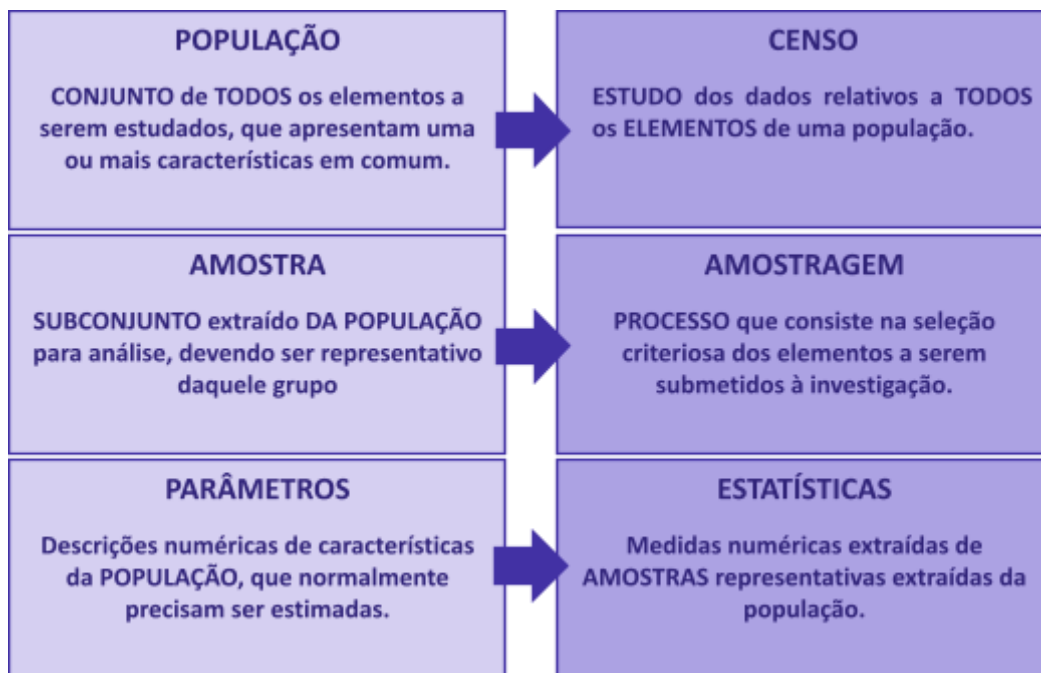 POPULAÇÃO
CONJUNTO de TODOS os elementos a
serem estudados, que apresentam uma
ou mais características em comum.
CENSO
ESTUDO dos dados relativos a TODOS
os ELEMENTOS de uma população.
AMOSTRA
SUBCONJUNTO extraído DA POPULAÇÃO
para análise, devendo ser representativo
daquele grupo
AMOSTRAGEM
PROCESSO que consiste na seleção
criteriosa dos elementos a serem
submetidos à investigação.
PARÂMETROS
Descrições numéricas de características
da POPULAÇÃO, que normalmente
precisam ser estimadas.
ESTATÍSTICAS
Medidas numéricas extraídas de
AMOSTRAS representativas extraídas da
população.